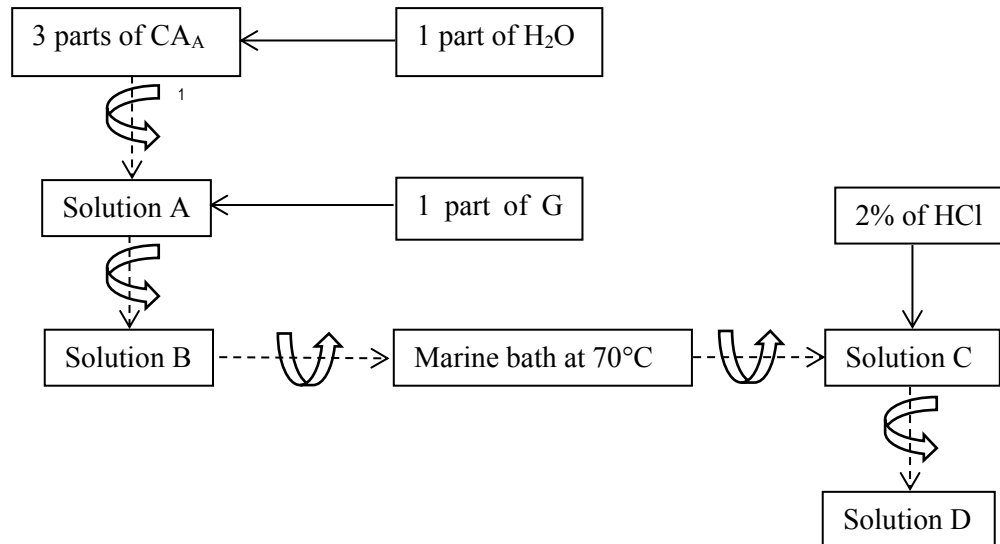 3 parts of CA_A
1 part of H₂O
1
Solution A
1 part of G
2% of HCl
Solution B
Marine bath at 70°C
Solution C
Solution D